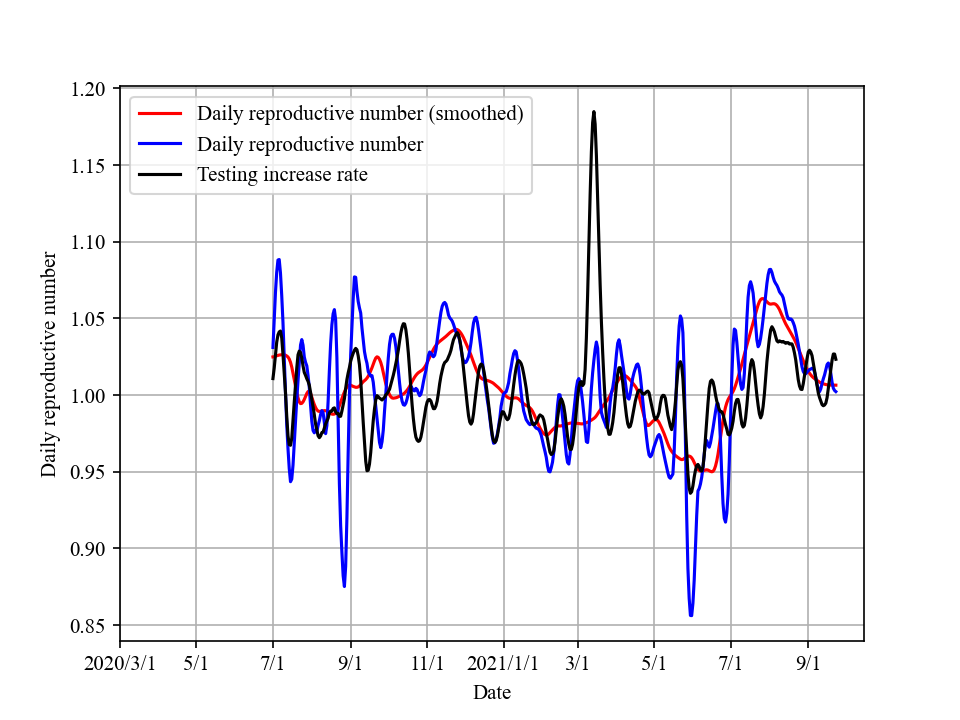 1.20
1.15
1.10
1.05
1.00
0.95
0.90
0.85
Daily reproductive number
Daily reproductive number (smoothed)
Daily reproductive number
Testing increase rate
2020/3/1 5/1 7/1 9/1 11/1 2021/1/1 3/1 5/1 7/1 9/1
Date